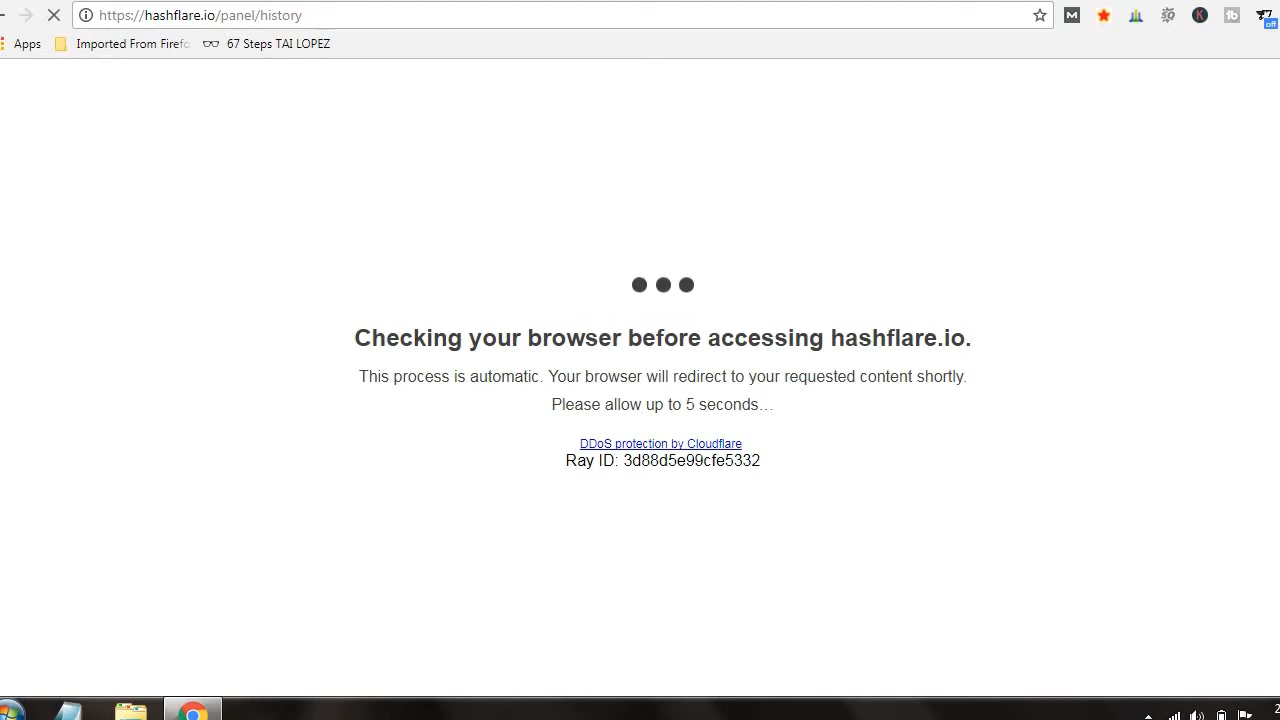 https://hashflare.io/panel/history
off
Apps
Imported From Firef
67 Steps TAI LOPEZ
Checking your browser before accessing hashflare.io.
This process is automatic. Your browser will redirect to your requested content shortly.
Please allow up to 5 seconds…
DDoS protection by Cloudflare
Ray ID: 3d88d5e99cfe5332